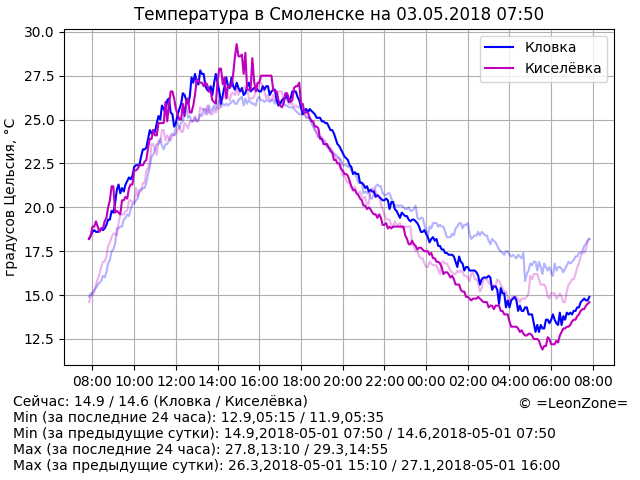 Температура в Смоленске на 03.05.2018 07:50
30.0
27.5
25.0
22.5
20.0
17.5
15.0
12.5
градусов Цельсия, °C
Кловка
Киселёвка
08:00 10:00 12:00 14:00 16:00 18:00 20:00 22:00 00:00 02:00 04:00 06:00 08:00
Сейчас: 14.9 / 14.6 (Кловка / Киселёвка)
© =LeonZone=
Min (за последние 24 часа): 12.9,05:15 / 11.9,05:35
Min (за предыдущие сутки): 14.9,2018-05-01 07:50 / 14.6,2018-05-01 07:50
Max (за последние 24 часа): 27.8,13:10 / 29.3,14:55
Max (за предыдущие сутки): 26.3,2018-05-01 15:10 / 27.1,2018-05-01 16:00